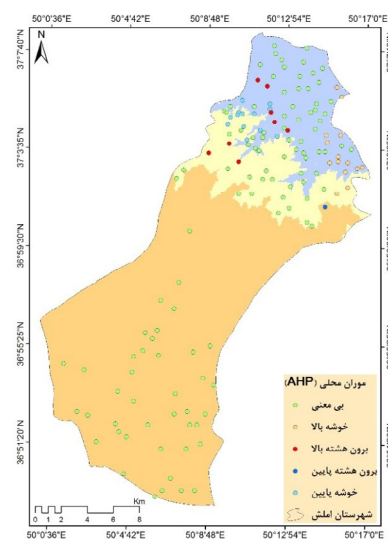 50°0'36"E 50°4'42"E 50°8'48"E 50°12'54"E 50°17'0"E
N
37°7'40"N
37°3'35"N
36°59'30"N
36°55'25"N
36°51'20"N
موران محلی (AHP)
بی معنی
خوشه بالا
برون هشته بالا
برون هشته پایین
خوشه پایین
شهرستان املش
Km
0 1 2 4 6 8
50°0'36"E 50°4'42"E 50°8'48"E 50°12'54"E 50°17'0"E